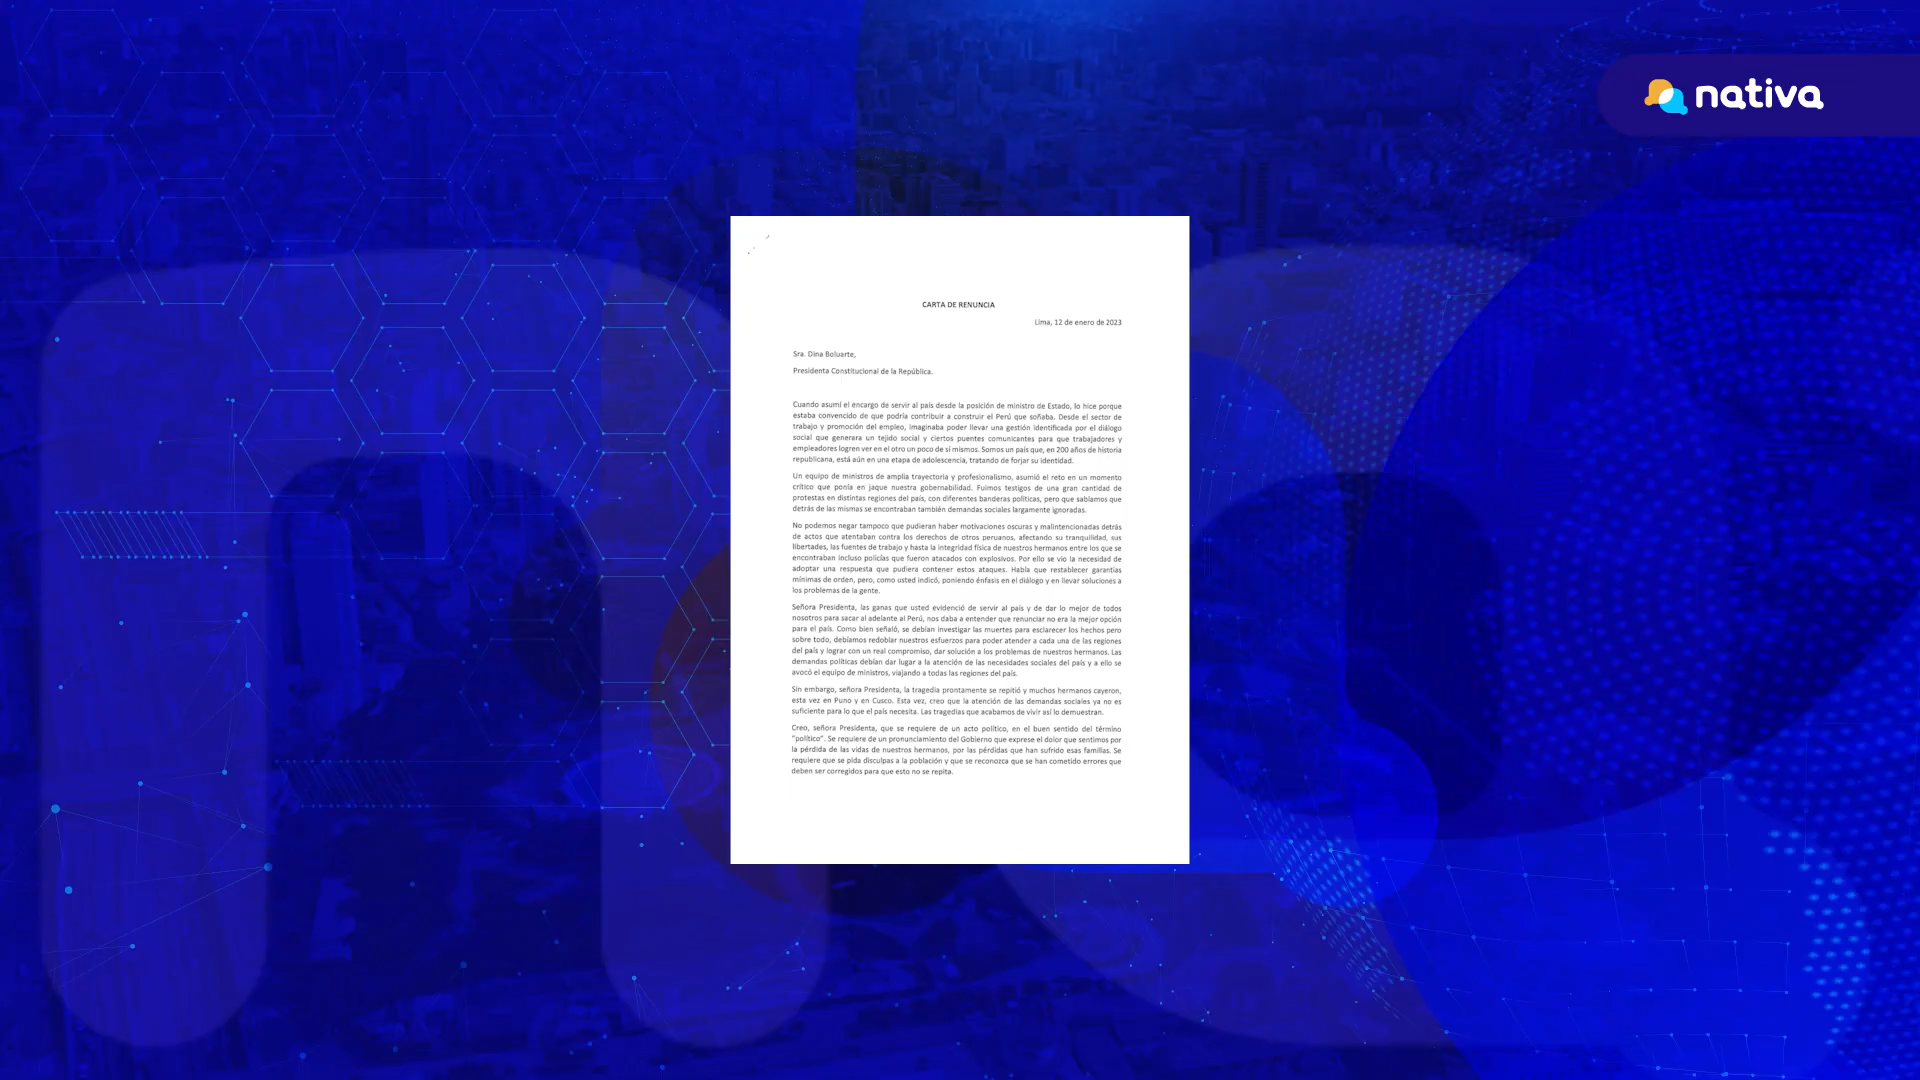 nativa
CARTA DE RENUNCIA
Lima, 12 de enero de 2023
Sra. Dina Boluarte,
Presidenta Constitucional de la República.
Cuando asumí el encargo de servir al país desde la posición de ministro de Estado, lo hice porque
estaba convencido de que podría contribuir a construir el Perú que soñaba. Desde el sector de
trabajo y promoción del empleo, imaginaba poder llevar una gestión identificada por el diálogo
social que generara un tejido social y ciertos puentes comunicantes para que trabajadores y
empleadores logren ver en el otro un poco de sí mismos. Somos un país que, en 200 años de historia
republicana, está aún en una etapa de adolescencia, tratando de forjar su identidad.
Un equipo de ministros de amplia trayectoria y profesionalismo, asumió el reto en un momento
crítico que ponía en jaque nuestra gobernabilidad. Fuimos testigos de una gran cantidad de
protestas en distintas regiones del país, con diferentes banderas políticas, pero que sabíamos que
detrás de las mismas se encontraban también demandas sociales largamente ignoradas.
No podemos negar tampoco que pudieran haber motivaciones oscuras y malintencionadas detrás
de actos que atentaban contra los derechos de otros peruanos, afectando su tranquilidad, sus
libertades, las fuentes de trabajo y hasta la integridad física de nuestros hermanos entre los que se
encontraban incluso policías que fueron atacados con explosivos. Por ello se vio la necesidad de
adoptar una respuesta que pudiera contener estos ataques. Había que restablecer garantías
mínimas de orden, pero, como usted indicó, poniendo énfasis en el diálogo y en llevar soluciones a
los problemas de la gente.
Señora Presidenta, las ganas que usted evidenció de servir al país y de dar lo mejor de todos
nosotros para sacar al adelante al Perú, nos daba a entender que renunciar no era la mejor opción
para el país. Como bien señaló, se debían investigar las muertes para esclarecer los hechos pero
sobre todo, debíamos redoblar nuestros esfuerzos para poder atender a cada una de las regiones
del país y lograr con un real compromiso, dar solución a los problemas de nuestros hermanos. Las
demandas políticas debían dar lugar a la atención de las necesidades sociales del país y a ello se
avocó el equipo de ministros, viajando a todas las regiones del país.
Sin embargo, señora Presidenta, la tragedia prontamente se repitió y muchos hermanos cayeron,
esta vez en Puno y en Cusco. Esta vez, creo que la atención de las demandas sociales ya no es
suficiente para lo que el país necesita. Las tragedias que acabamos de vivir así lo demuestran.
Creo, señora Presidenta, que se requiere de un acto político, en el buen sentido del término
"político". Se requiere de un pronunciamiento del Gobierno que exprese el dolor que sentimos por
la pérdida de las vidas de nuestros hermanos, por las pérdidas que han sufrido esas familias. Se
requiere que se pida disculpas a la población y que se reconozca que se han cometido errores que
deben ser corregidos para que esto no se repita.